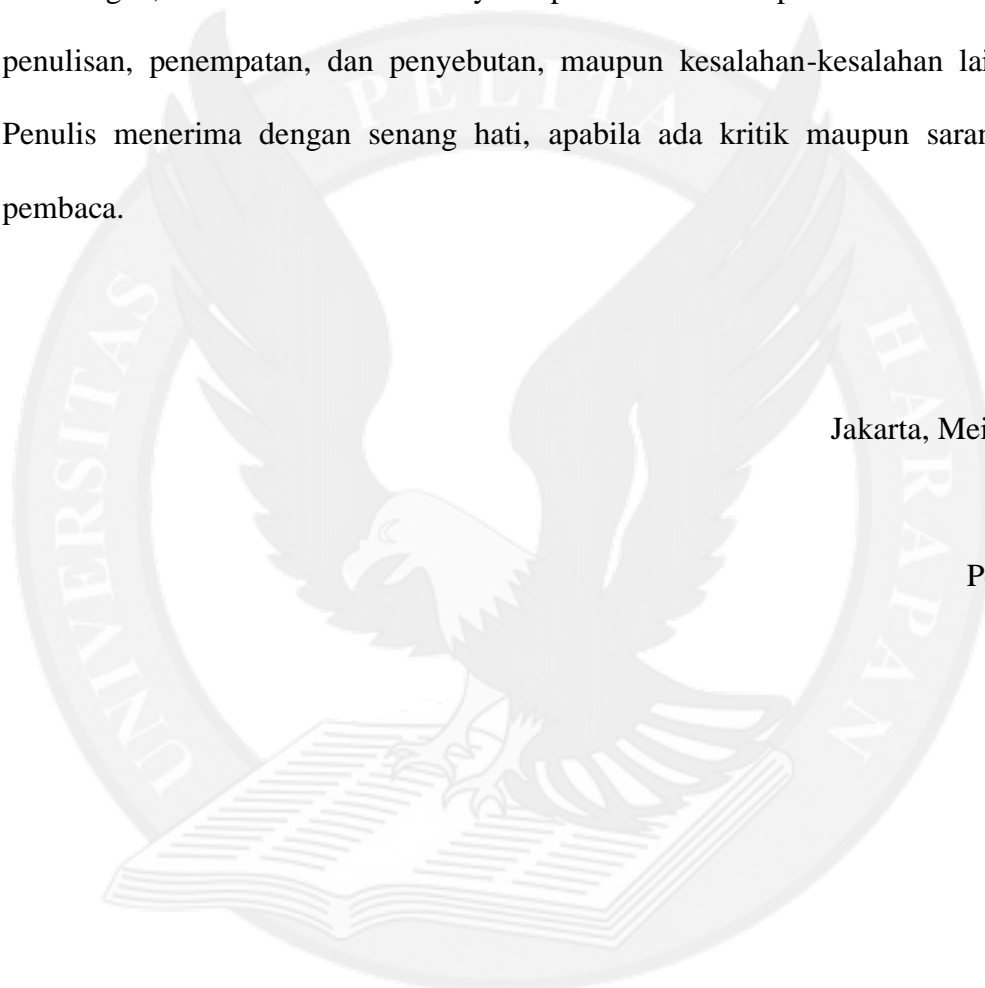 penulisan, penempatan, dan penyebutan, maupun kesalahan-kesalahan lai
Penulis menerima dengan senang hati, apabila ada kritik maupun saran
pembaca.
Jakarta, Mei
P
UNIVERSITAS PELITA HARAPAN